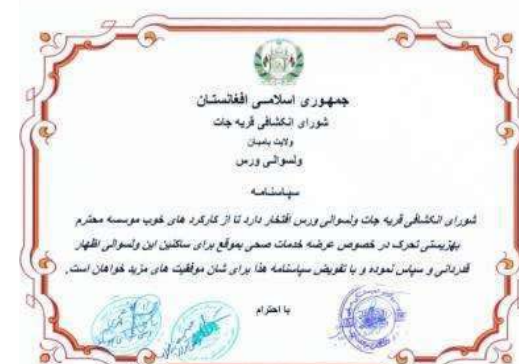 جمهوری اسلامی افغانستان
شورای انکشافی قریه جات
ولایت بامیان
ولسوالی ورس
سپاسنامه
شورای انکشافی قریه جات ولسوالی ورس افتخار دارد تا از کارکرد های خوب موسسه محترم
بهزیستی تحرک در خصوص عرضه خدمات صحی بموقع برای ساکنین این ولسوالی اظهار
قدردانی و سپاس نموده و با تفویض سپاسنامه هذا برای شان موفقیت های مزید خواهان است.
با احترام